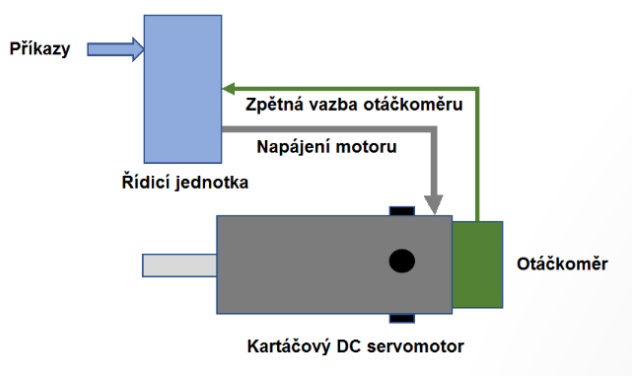 Příkazy
Zpětná vazba otáčkoměru
Napájení motoru
Řídicí jednotka
Otáčkoměr
Kartáčový DC servomotor